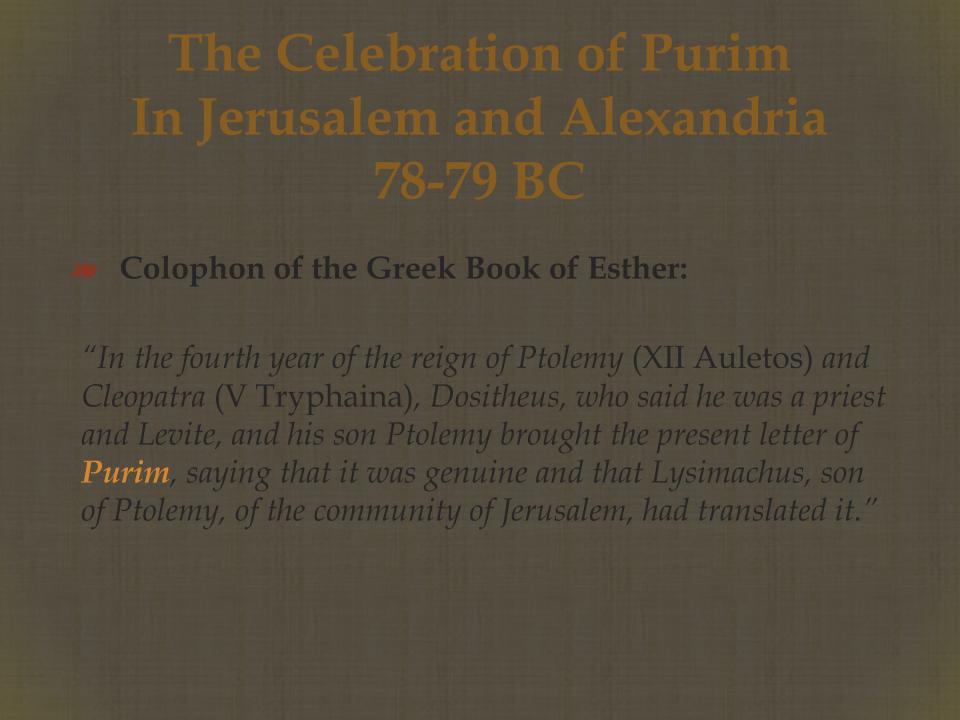 The Celebration of Purim
In Jerusalem and Alexandria
78-79 BC
Colophon of the Greek Book of Esther:
“In the fourth year of the reign of Ptolemy (XII Auletos) and
Cleopatra (V Tryphaina), Dositheus, who said he was a priest
and Levite, and his son Ptolemy brought the present letter of
Purim, saying that it was genuine and that Lysimachus, son
of Ptolemy, of the community of Jerusalem, had translated it.”